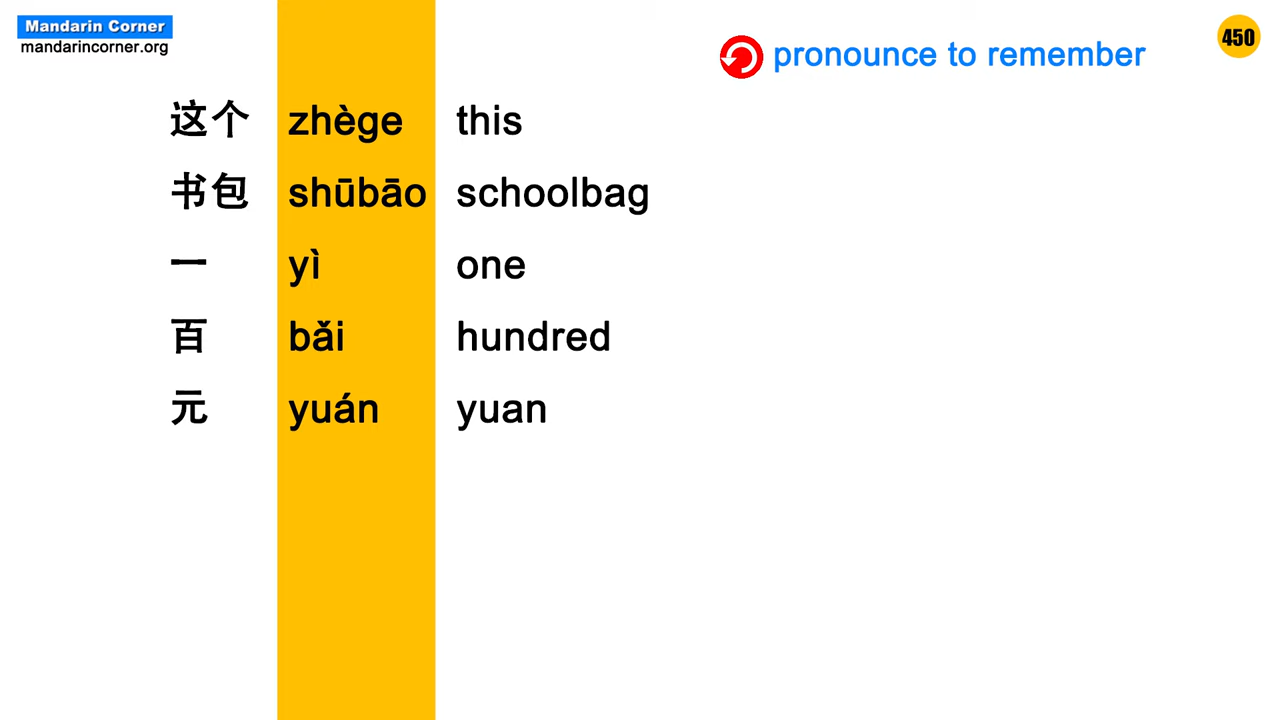 Mandarin Corner
mandarincorner.org
pronounce to remember
450
这个 zhège this
书包 shūbāo schoolbag
一 yì one
百 bǎi hundred
元 yuán yuan